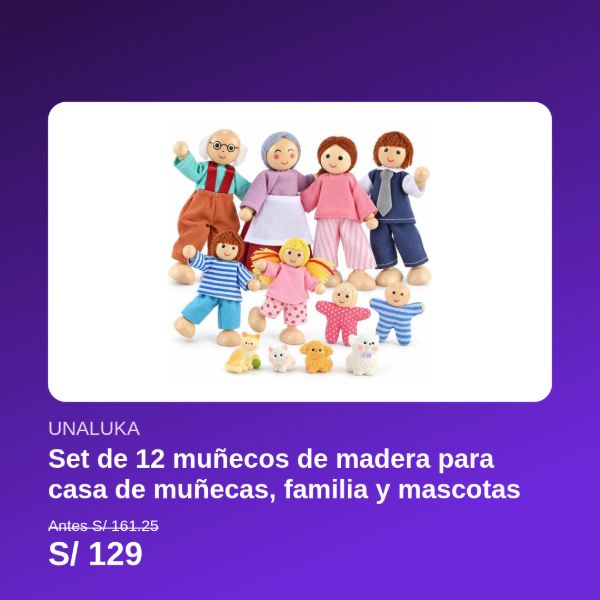 UNALUKA
Set de 12 muñecos de madera para
casa de muñecas, familia y mascotas
Antes S/ 161.25
S/ 129